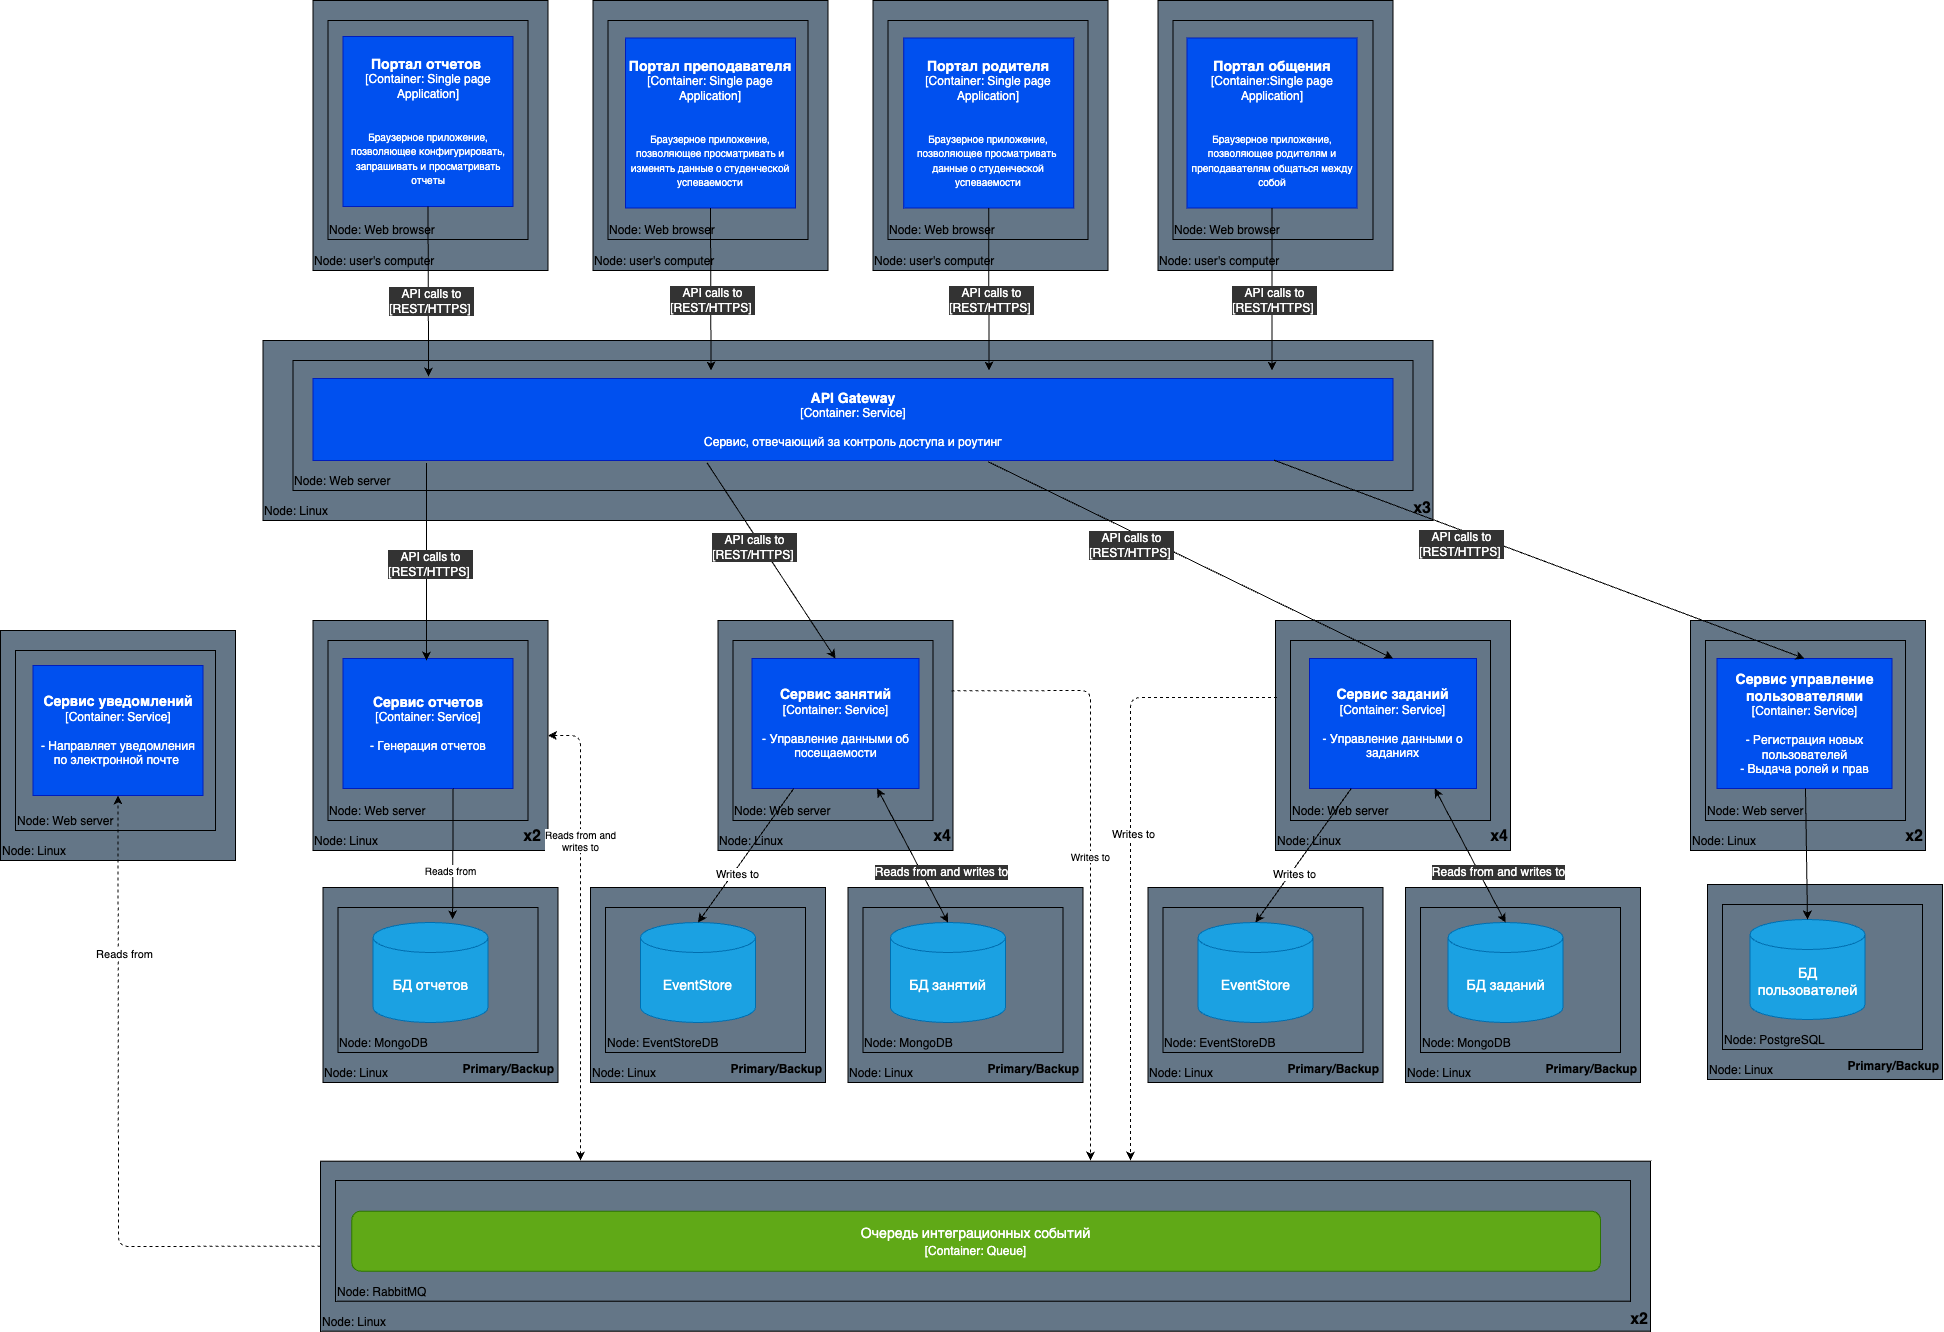 Портал отчетов
[Container: Single page
Application]
Браузерное приложение,
позволяющее конфигурировать,
запрашивать и просматривать
отчеты
Node: Web browser
Node: user's computer
Портал преподавателя
[Container: Single page
Application]
Браузерное приложение,
позволяющее просматривать и
изменять данные о студенческой
успеваемости
Node: Web browser
Node: user's computer
Портал родителя
[Container: Single page
Application]
Браузерное приложение,
позволяющее просматривать
данные о студенческой
успеваемости
Node: Web browser
Node: user's computer
Портал общения
[Container:Single page
Application]
Браузерное приложение,
позволяющее родителям и
преподавателям общаться между
собой
Node: Web browser
Node: user's computer
API calls to
[REST/HTTPS]
API calls to
[REST/HTTPS]
API calls to
[REST/HTTPS]
API calls to
[REST/HTTPS]
API Gateway
[Container: Service]
Сервис, отвечающий за контроль доступа и роутинг
Node: Web server
Node: Linux
x3
API calls to
[REST/HTTPS]
API calls to
[REST/HTTPS]
API calls to
[REST/HTTPS]
API calls to
[REST/HTTPS]
Сервис уведомлений
[Container: Service]
- Направляет уведомления
по электронной почте
Node: Web server
Node: Linux
Сервис отчетов
[Container: Service]
- Генерация отчетов
Node: Web server
Node: Linux
x2
Сервис занятий
[Container: Service]
- Управление данными об
посещаемости
Node: Web server
Node: Linux
x4
Сервис заданий
[Container: Service]
- Управление данными о
заданиях
Node: Web server
Node: Linux
x4
Сервис управление
пользователями
[Container: Service]
- Регистрация новых
пользователей
- Выдача ролей и прав
Node: Web server
Node: Linux
x2
Reads from and
writes to
Writes to
Writes to
Reads from
Reads from
Writes to
Reads from and writes to
Writes to
Reads from and writes to
БД отчетов
Node: MongoDB
Node: Linux
Primary/Backup
EventStore
Node: EventStoreDB
Node: Linux
Primary/Backup
БД занятий
Node: MongoDB
Node: Linux
Primary/Backup
EventStore
Node: EventStoreDB
Node: Linux
Primary/Backup
БД заданий
Node: MongoDB
Node: Linux
Primary/Backup
БД
пользователей
Node: PostgreSQL
Node: Linux
Primary/Backup
Очередь интеграционных событий
[Container: Queue]
Node: RabbitMQ
Node: Linux
x2